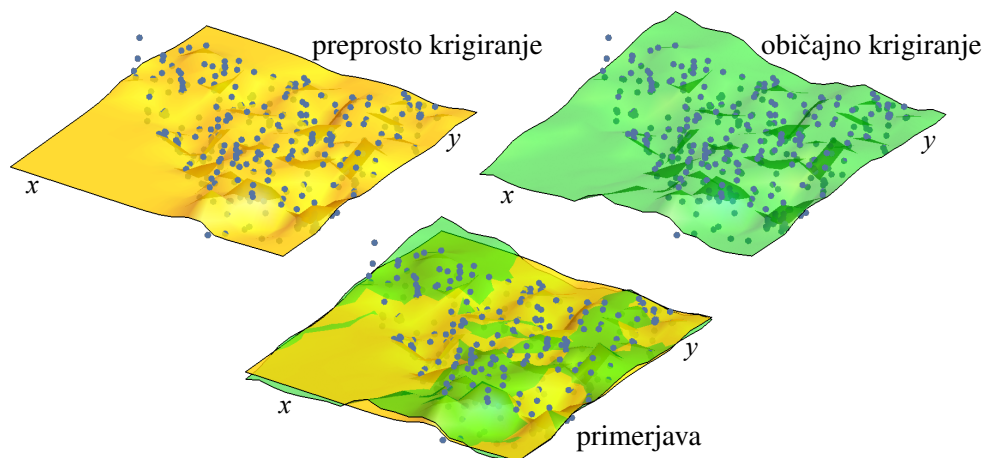 preprosto krigiranje
x
y
običajno krigiranje
x
y
x
y
primerjava